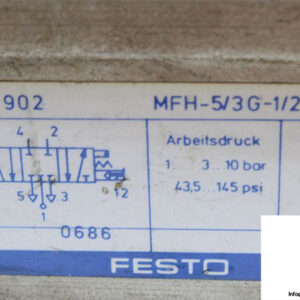 902 MFH-5/3G-1/2
4 2
Arbeitsdruck
1 3...10 bar
43,5...145 psi
5 3 12
1
0686
FESTO